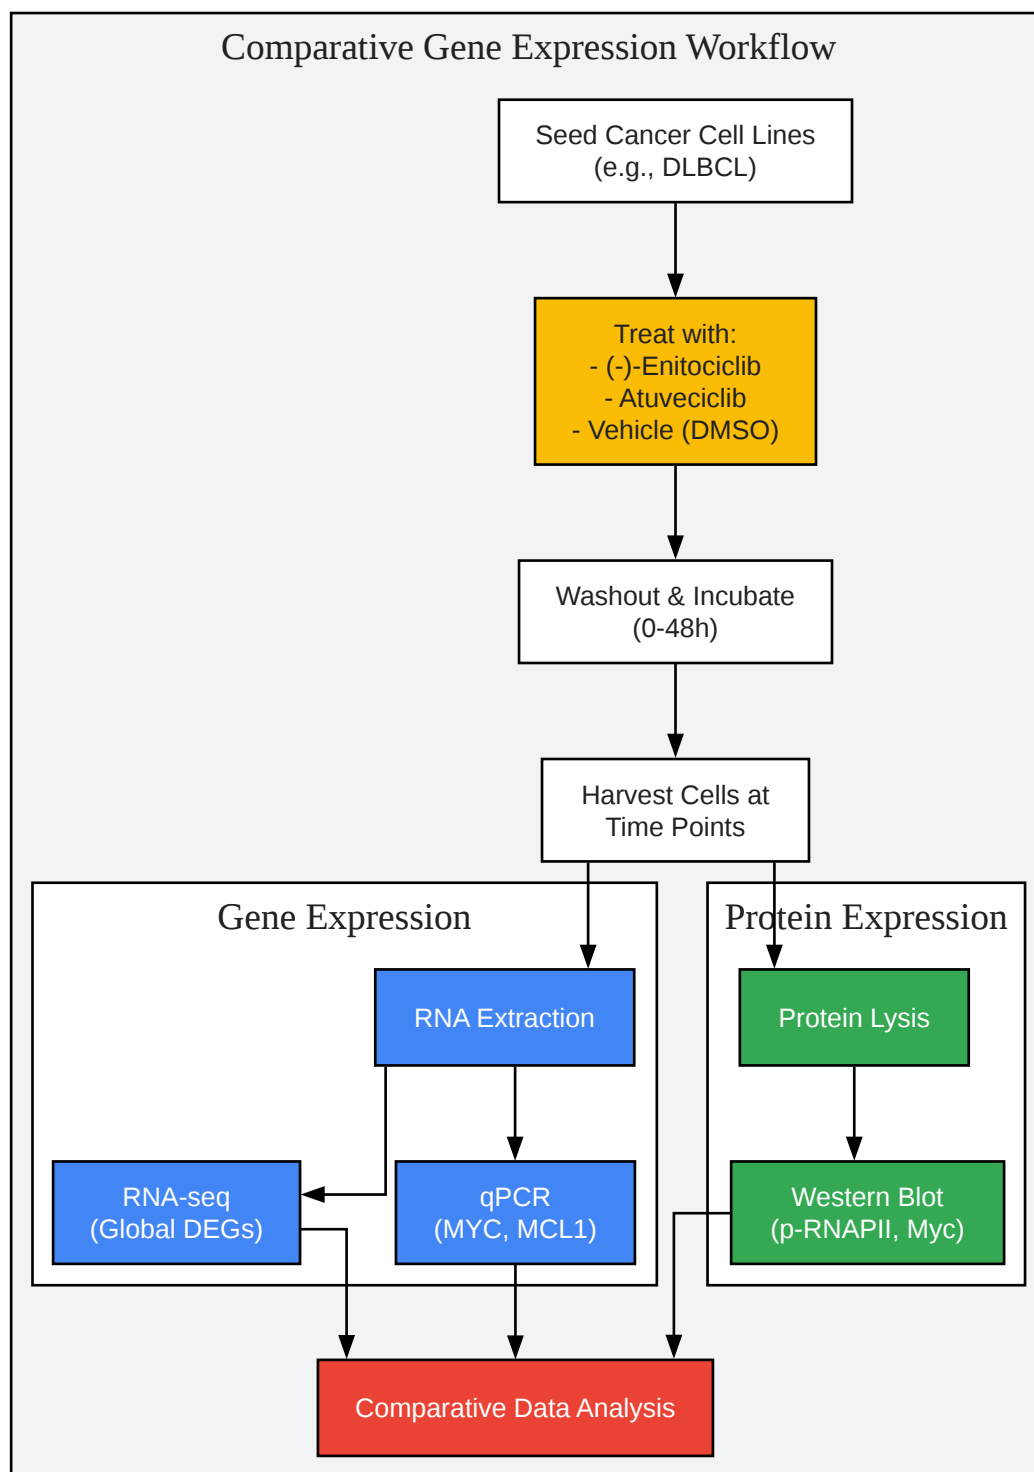 Comparative Gene Expression Workflow
Seed Cancer Cell Lines
(e.g., DLBCL)
Treat with:
- (-)-Enitociclib
- Atuveciclib
- Vehicle (DMSO)
Washout & Incubate
(0-48h)
Harvest Cells at
Time Points
Gene Expression
Protein Expression
RNA Extraction
Protein Lysis
RNA-seq
(Global DEGs)
qPCR
(MYC, MCL1)
Western Blot
(p-RNAPII, Myc)
Comparative Data Analysis